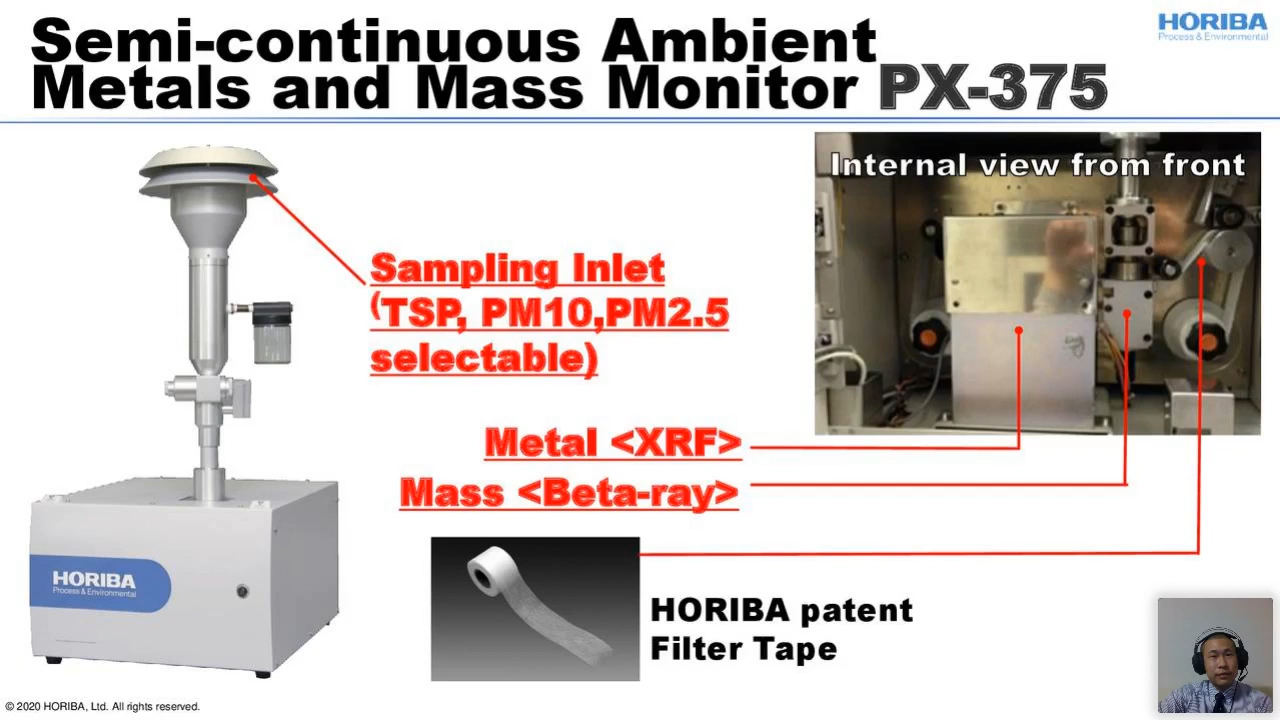 Semi-continuous Ambient
Metals and Mass Monitor PX-375
HORIBA
Process & Environmental
Internal view from front
Sampling Inlet
(TSP, PM10,PM2.5
selectable)
Metal <XRF>
Mass <Beta-ray>
HORIBA
Process & Environmental
HORIBA patent
Filter Tape
© 2020 HORIBA, Ltd. All rights reserved.